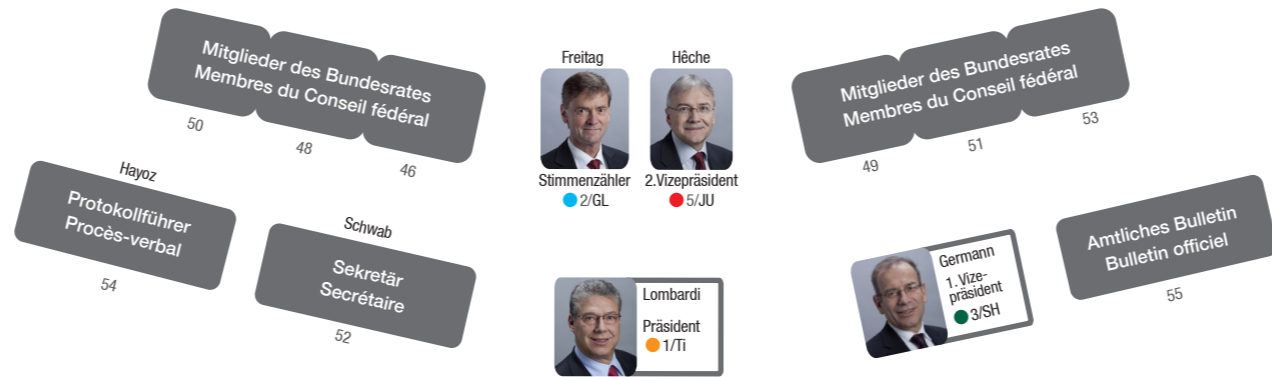 Mitglieder des Bundesrates
Membres du Conseil fédéral
50
48
46
Freitag
Stimmenzähler
2/GL
Hêche
2.Vizepräsident
5/JU
Mitglieder des Bundesrates
Membres du Conseil fédéral
49
51
53
Hayoz
Protokollführer
Procès-verbal
54
Schwab
Sekretär
Secrétaire
52
Lombardi
Präsident
1/Ti
Germann
1. Vize-
präsident
3/SH
Amtliches Bulletin
Bulletin officiel
55